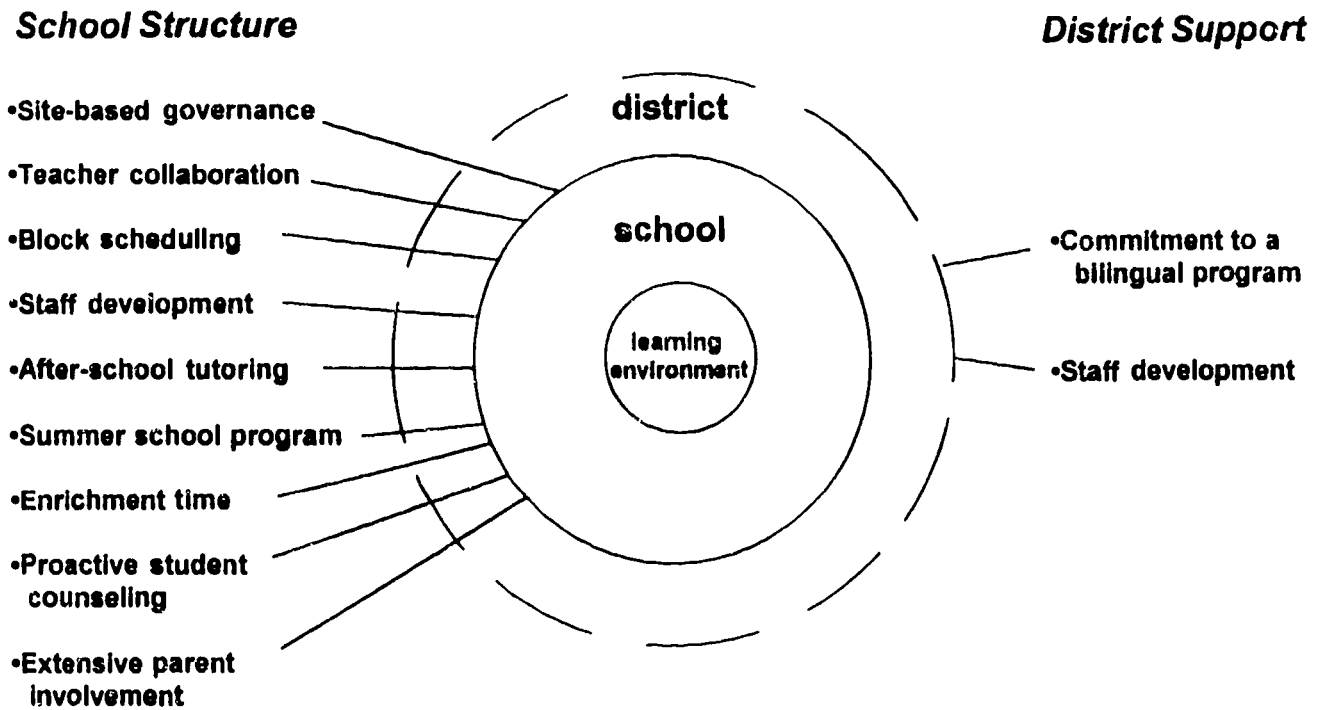 School Structure
District Support
•Site-based governance
•Teacher collaboration
•Block scheduling
•Staff development
•After-school tutoring
•Summer school program
•Enrichment time
•Proactive student
counseling
•Extensive parent
involvement
district
school
learning
environment
•Commitment to a
bilingual program
•Staff development